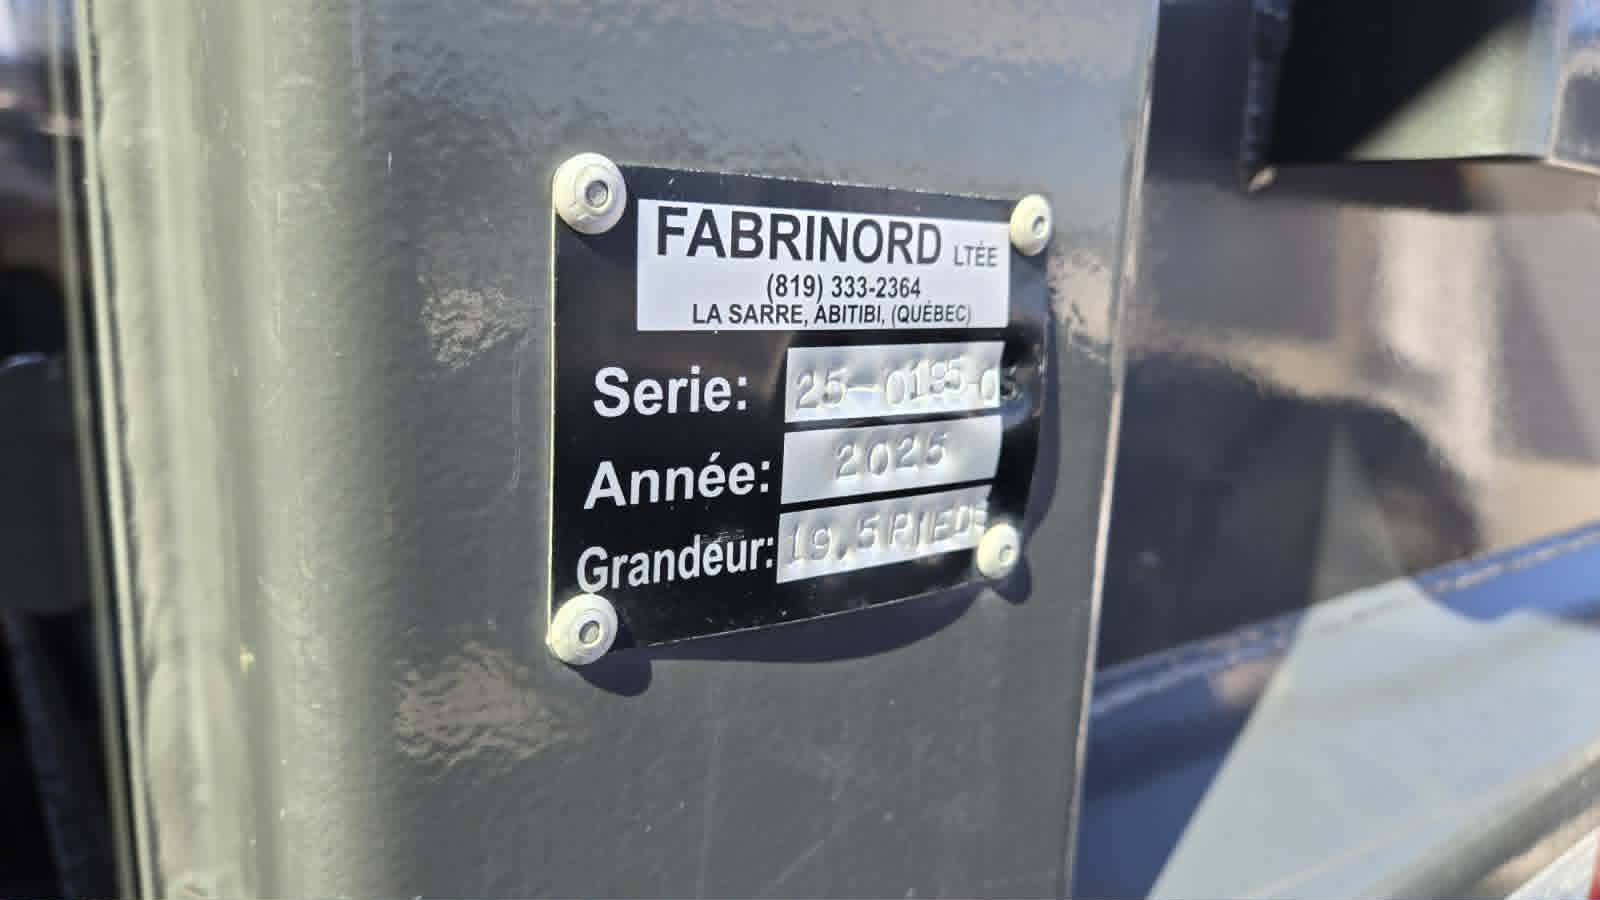 FABRINORD LTÉE
(819) 333-2364
LA SARRE, ABITIBI, (QUÉBEC)
Serie:
Année: 2025
Grandeur: 19.5 PIEDS